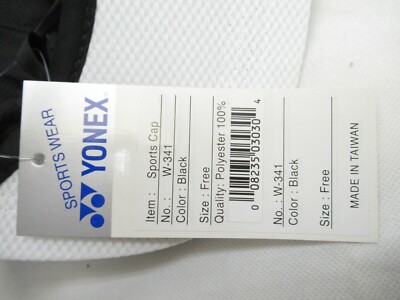 SPORTS WEAR
YONEX
Item : Sports Cap
No. : W-341
Color : Black
Size : Free
Quality: Polyester 100%
0 08235 03030 4
No. : W-341
Color : Black
Size : Free
MADE IN TAIWAN